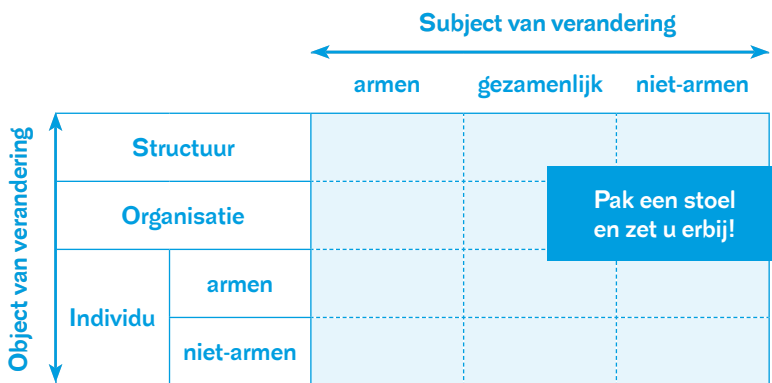 Subject van verandering
armen gezamenlijk niet-armen
Object van verandering
Structuur
Organisatie
Pak een stoel
en zet u erbij!
Individu
armen
niet-armen